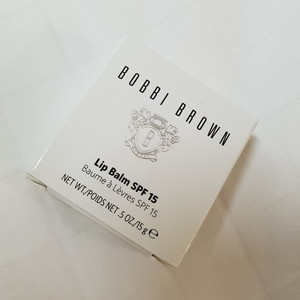 BOBBI BROWN
B
Lip Balm SPF 15
Baume à Lèvres SPF 15
NET WT./POIDS NET .5 OZ/15 g ℮